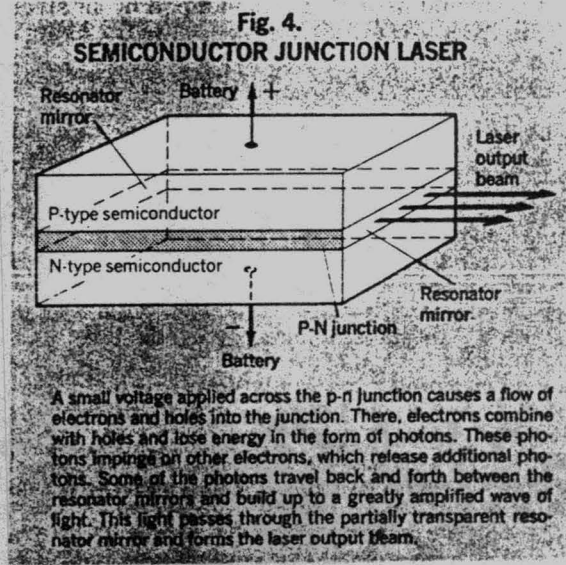 Fig. 4.
SEMICONDUCTOR JUNCTION LASER
Resonator
mirror
Battery +
Laser
output
beam
P-type semiconductor
N-type semiconductor
Resonator
mirror
P-N junction
−
Battery
A small voltage applied across the p-n junction causes a flow of
electrons and holes into the junction. There, electrons combine
with holes and lose energy in the form of photons. These pho-
tons impinge on other electrons, which release additional pho-
tons. Some of the photons travel back and forth between the
resonator mirrors and build up to a greatly amplified wave of
light. This light passes through the partially transparent reso-
nator mirror and forms the laser output beam.